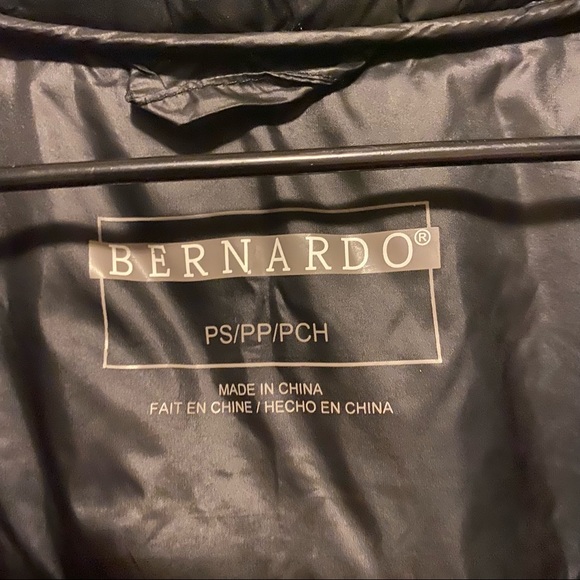 BERNARDO®
PS/PP/PCH
MADE IN CHINA
FAIT EN CHINE / HECHO EN CHINA